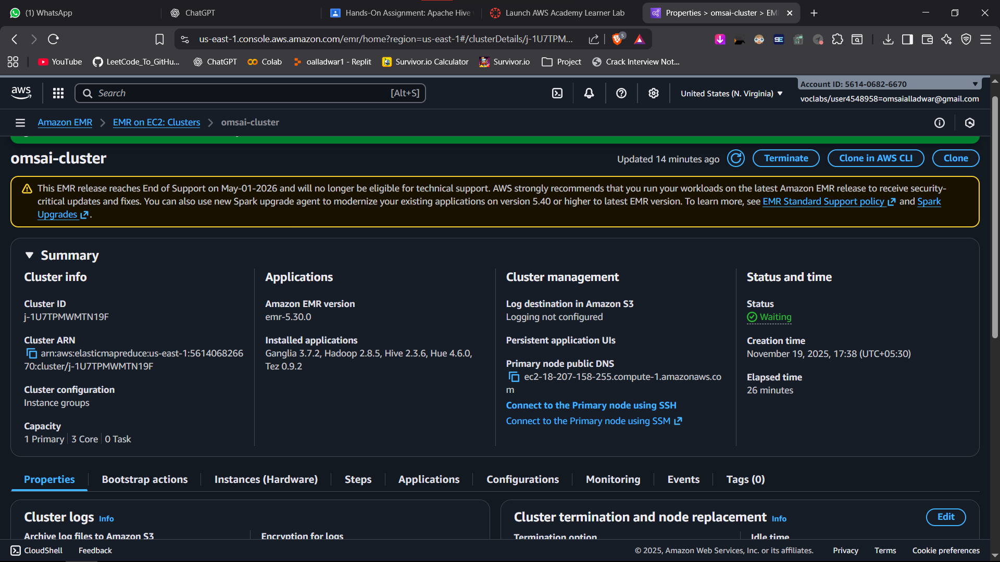 (1) WhatsApp
ChatGPT
Hands-On Assignment: Apache Hive
Launch AWS Academy Learner Lab
Properties > omsai-cluster > EM
us-east-1.console.aws.amazon.com/emr/home?region=us-east-1#/clusterDetails/j-1U7TPM...
5
YouTube
LeetCode_To_GitHu...
ChatGPT
Colab
oalladwar1 - Replit
Survivor.io Calculator
Survivor.io
Project
Crack Interview Not...
aws
Search
[Alt+S]
United States (N. Virginia)
Account ID: 5614-0682-6670
voclabs/user4548958=omsaialladwar@gmail.com
Amazon EMR
EMR on EC2: Clusters
omsai-cluster
omsai-cluster
Updated 14 minutes ago
Terminate
Clone in AWS CLI
Clone
This EMR release reaches End of Support on May-01-2026 and will no longer be eligible for technical support. AWS strongly recommends that you run your workloads on the latest Amazon EMR release to receive security-
critical updates and fixes. You can also use new Spark upgrade agent to modernize your existing applications on version 5.40 or higher to latest EMR version. To learn more, see EMR Standard Support policy and Spark
Upgrades .
Summary
Cluster info
Cluster ID
j-1U7TPMWMTN19F
Cluster ARN
arn:aws:elasticmapreduce:us-east-1:5614068266
70:cluster/j-1U7TPMWMTN19F
Cluster configuration
Instance groups
Capacity
1 Primary 3 Core 0 Task
Applications
Amazon EMR version
emr-5.30.0
Installed applications
Ganglia 3.7.2, Hadoop 2.8.5, Hive 2.3.6, Hue 4.6.0,
Tez 0.9.2
Cluster management
Log destination in Amazon S3
Logging not configured
Persistent application UIs
Primary node public DNS
ec2-18-207-158-255.compute-1.amazonaws.co
m
Connect to the Primary node using SSH
Connect to the Primary node using SSM
Status and time
Status
Waiting
Creation time
November 19, 2025, 17:38 (UTC+05:30)
Elapsed time
26 minutes
Properties
Bootstrap actions
Instances (Hardware)
Steps
Applications
Configurations
Monitoring
Events
Tags (0)
Cluster logs Info
Archive log files to Amazon S3
Encryption for logs
Cluster termination and node replacement Info
Edit
Termination option
Idle time
CloudShell
Feedback
© 2025, Amazon Web Services, Inc. or its affiliates.
Privacy
Terms
Cookie preferences